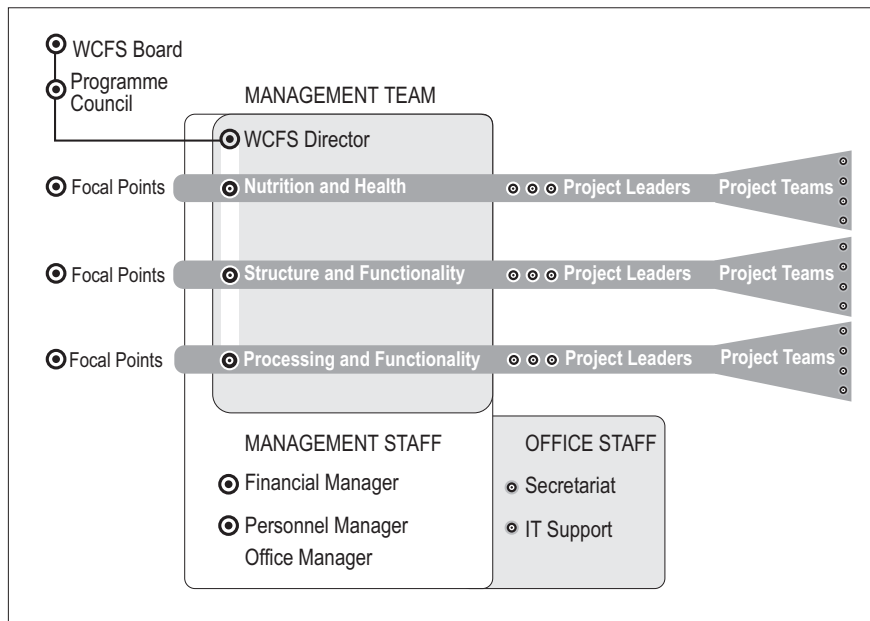 WCFS Board
Programme
Council
MANAGEMENT TEAM
WCFS Director
Focal Points
Nutrition and Health
Project Leaders
Project Teams
Focal Points
Structure and Functionality
Project Leaders
Project Teams
Focal Points
Processing and Functionality
Project Leaders
Project Teams
MANAGEMENT STAFF
Financial Manager
Personnel Manager
Office Manager
OFFICE STAFF
Secretariat
IT Support